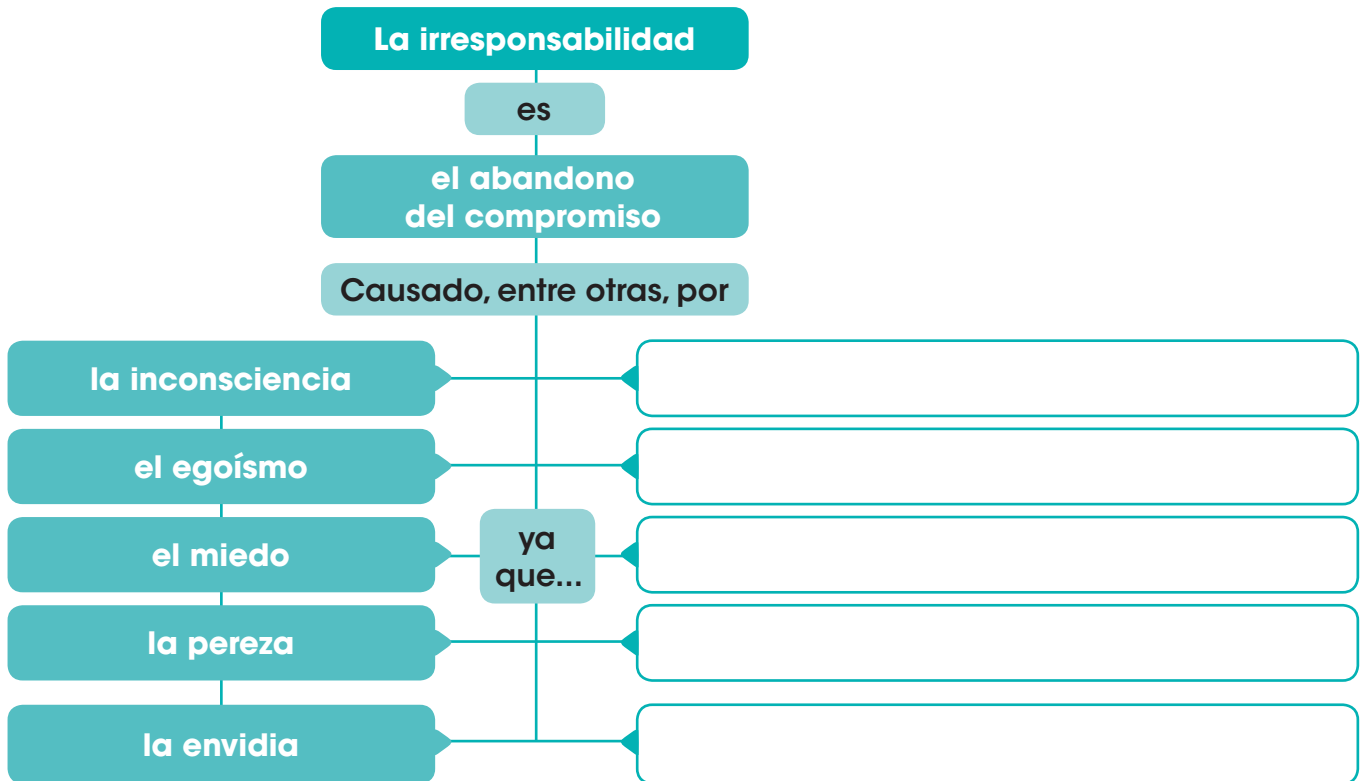 La irresponsabilidad
es
el abandono
del compromiso
Causado, entre otras, por
la inconsciencia
el egoísmo
el miedo
ya
que...
la pereza
la envidia